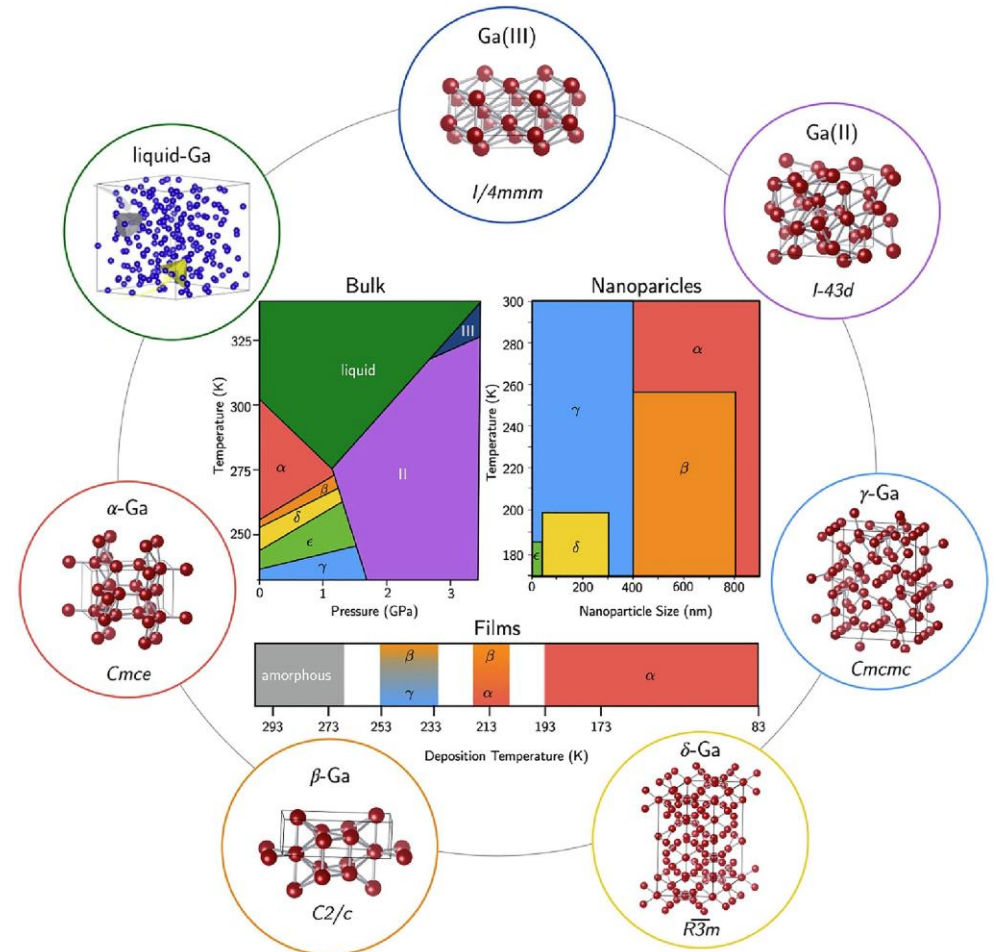 Ga(III)
I/4mmm
Ga(II)
I-43d
liquid-Ga
Bulk
Temperature (K)
325
300
275
250
liquid
III
II
α
β
δ
ϵ
γ
0
1
2
3
Pressure (GPa)
Nanoparicles
Temperature (K)
300
280
260
240
220
200
180
γ
α
β
δ
ϵ
0
200
400
600
800
Nanoparticle Size (nm)
α-Ga
Cmce
γ-Ga
Cmcmc
Films
amorphous
β
γ
β
α
α
293
273
253
233
213
193
173
83
Deposition Temperature (K)
β-Ga
C2/c
δ-Ga
R3̅m